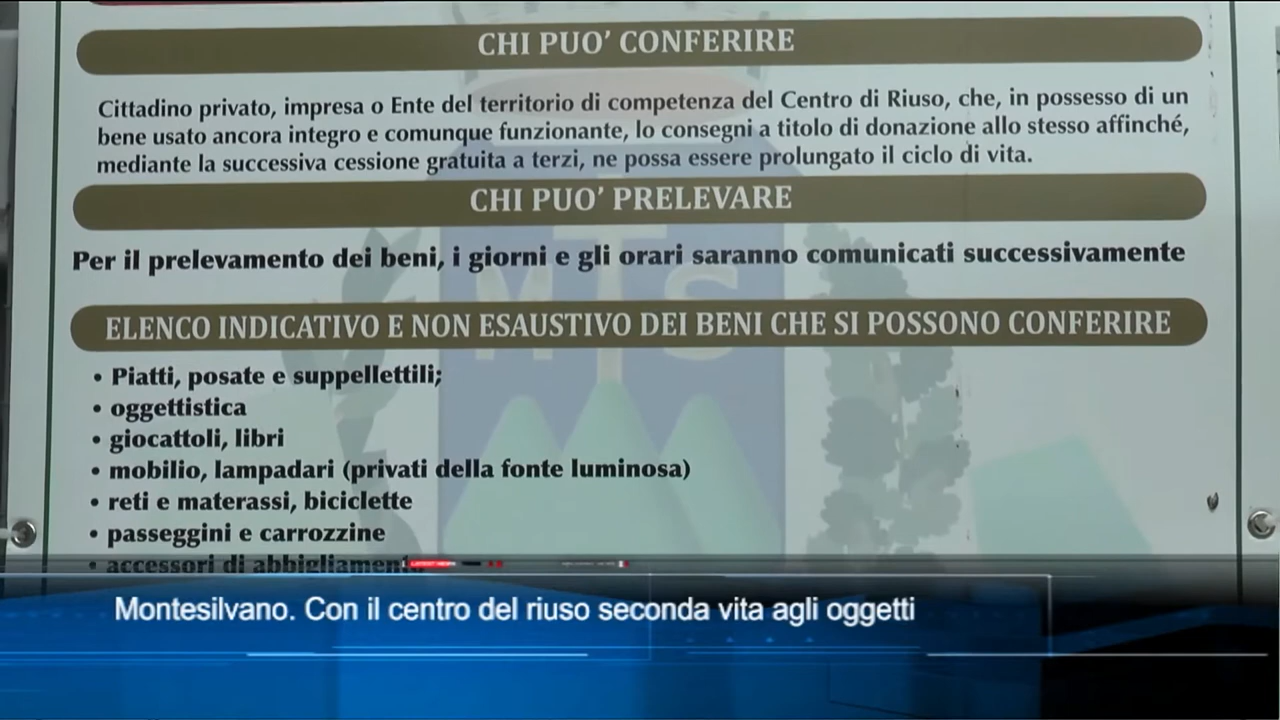 CHI PUO' CONFERIRE
Cittadino privato, impresa o Ente del territorio di competenza del Centro di Riuso, che, in possesso di un
bene usato ancora integro e comunque funzionante, lo consegni a titolo di donazione allo stesso affinché,
mediante la successiva cessione gratuita a terzi, ne possa essere prolungato il ciclo di vita.
CHI PUO' PRELEVARE
Per il prelevamento dei beni, i giorni e gli orari saranno comunicati successivamente
MTS
ELENCO INDICATIVO E NON ESAUSTIVO DEI BENI CHE SI POSSONO CONFERIRE
• Piatti, posate e suppellettili;
• oggettistica
• giocattoli, libri
• mobilio, lampadari (privati della fonte luminosa)
• reti e materassi, biciclette
• passeggini e carrozzine
• accessori di
LATEST NEWS
Montesilvano. Con il centro del riuso seconda vita agli oggetti